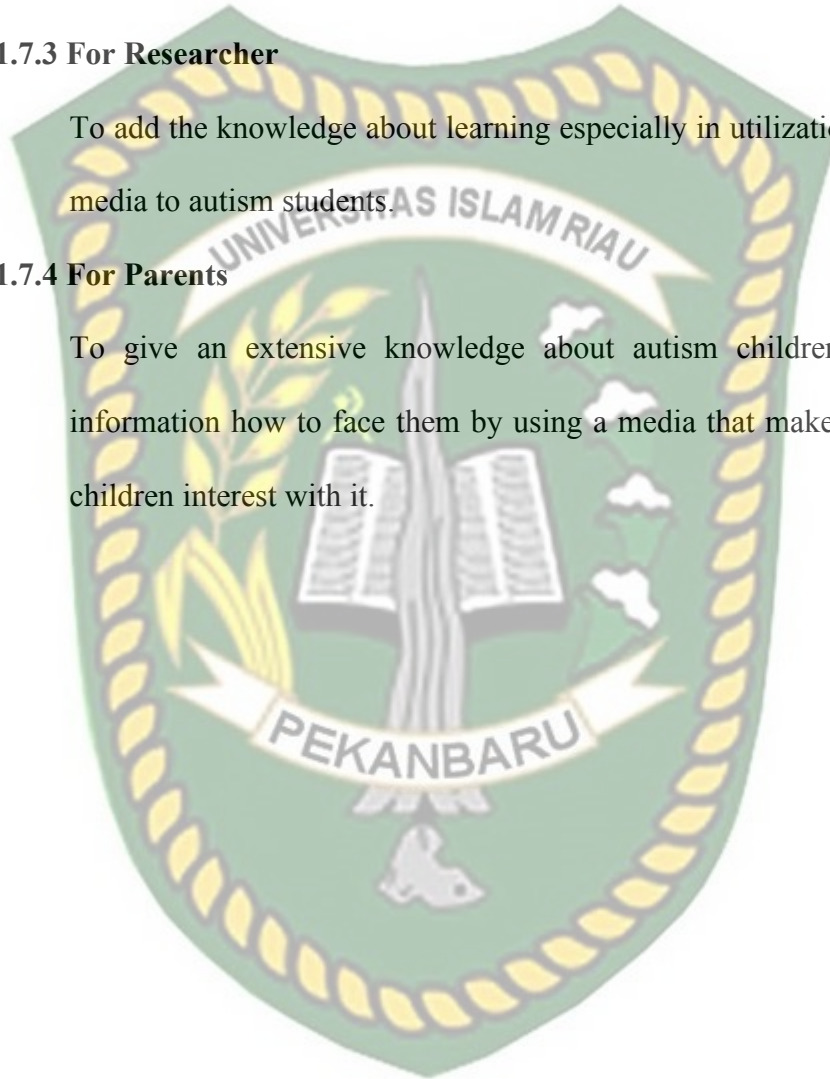 1.7.3 For Researcher
To add the knowledge about learning especially in utilizati
media to autism students.
UNIVERSITAS ISLAM RIAU
1.7.4 For Parents
To give an extensive knowledge about autism children
information how to face them by using a media that make
children interest with it.
PEKANBARU